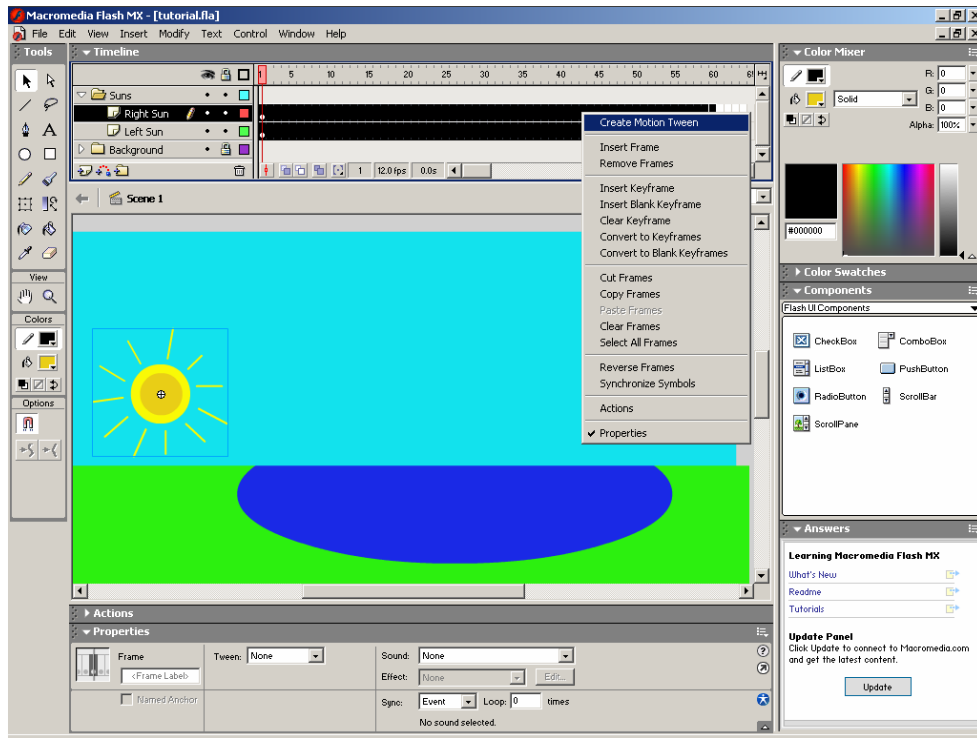 Macromedia Flash MX - [tutorial.fla]
File Edit View Insert Modify Text Control Window Help
Tools
Timeline
1 5 10 15 20 25 30 35 40 45 50 55 60 6
Suns
Right Sun
Left Sun
Background
1 12.0 fps 0.0s
Scene 1
Create Motion Tween
Insert Frame
Remove Frames
Insert Keyframe
Insert Blank Keyframe
Clear Keyframe
Convert to Keyframes
Convert to Blank Keyframes
Cut Frames
Copy Frames
Paste Frames
Clear Frames
Select All Frames
Reverse Frames
Synchronize Symbols
Actions
Properties
View
Colors
Options
Color Mixer
R: 0
G: 0
Solid
B: 0
Alpha: 100%
#000000
Color Swatches
Components
Flash UI Components
CheckBox ComboBox
ListBox PushButton
RadioButton ScrollBar
ScrollPane
Answers
Learning Macromedia Flash MX
What's New
Readme
Tutorials
Update Panel
Click Update to connect to Macromedia.com
and get the latest content.
Update
Actions
Properties
Frame Tween: None Sound: None
<Frame Label> Effect: None Edit...
Named Anchor Sync: Event Loop: 0 times
No sound selected.